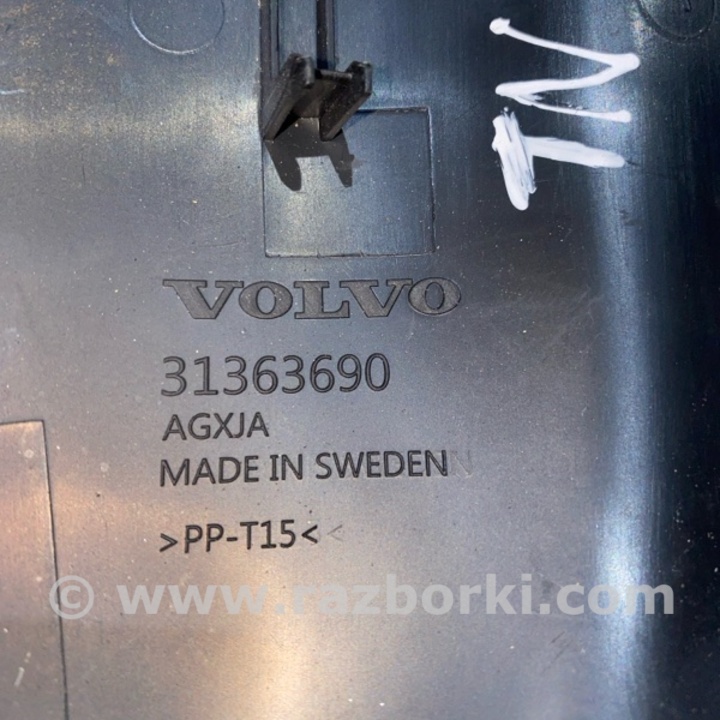 VOLVO
31363690
AGXJA
MADE IN SWEDEN
>PP-T15<
© www.razborki.com